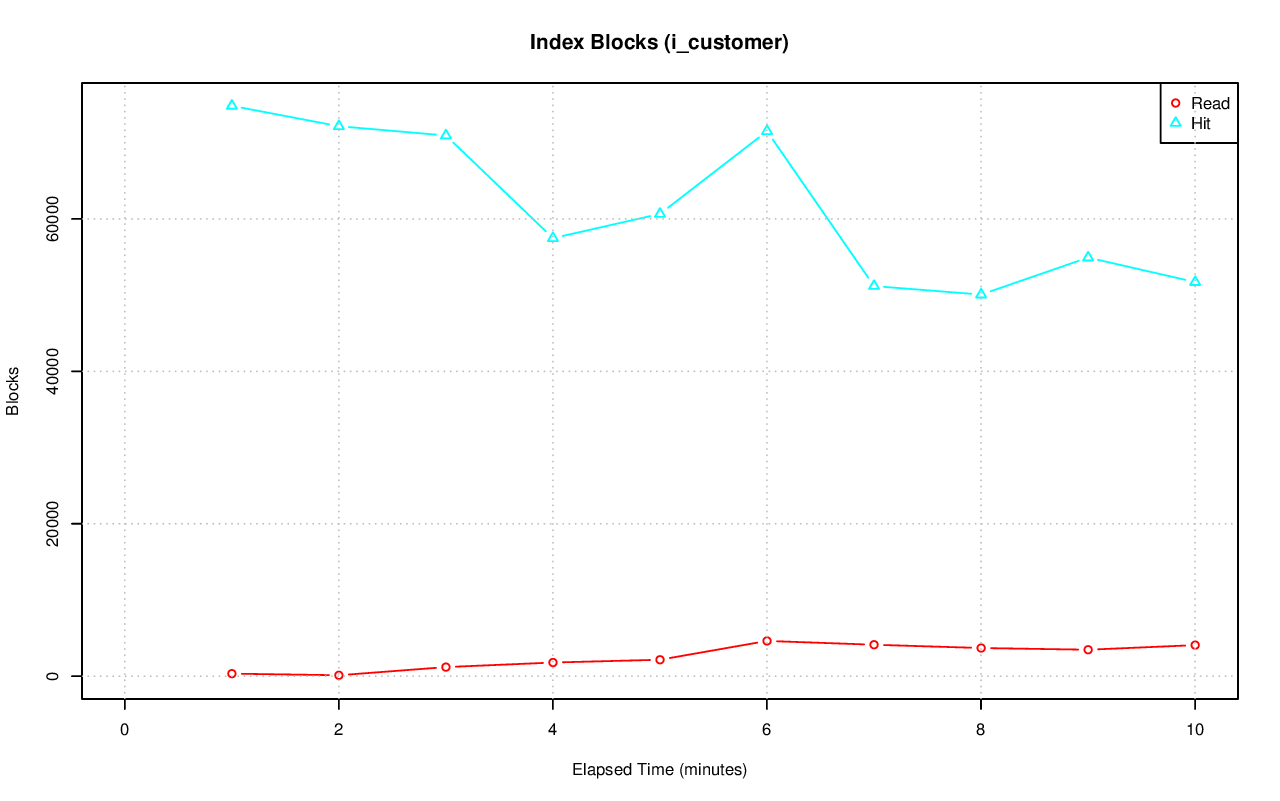 Index Blocks (i_customer)
Read
Hit
Blocks
60000
40000
20000
0
0 2 4 6 8 10
Elapsed Time (minutes)